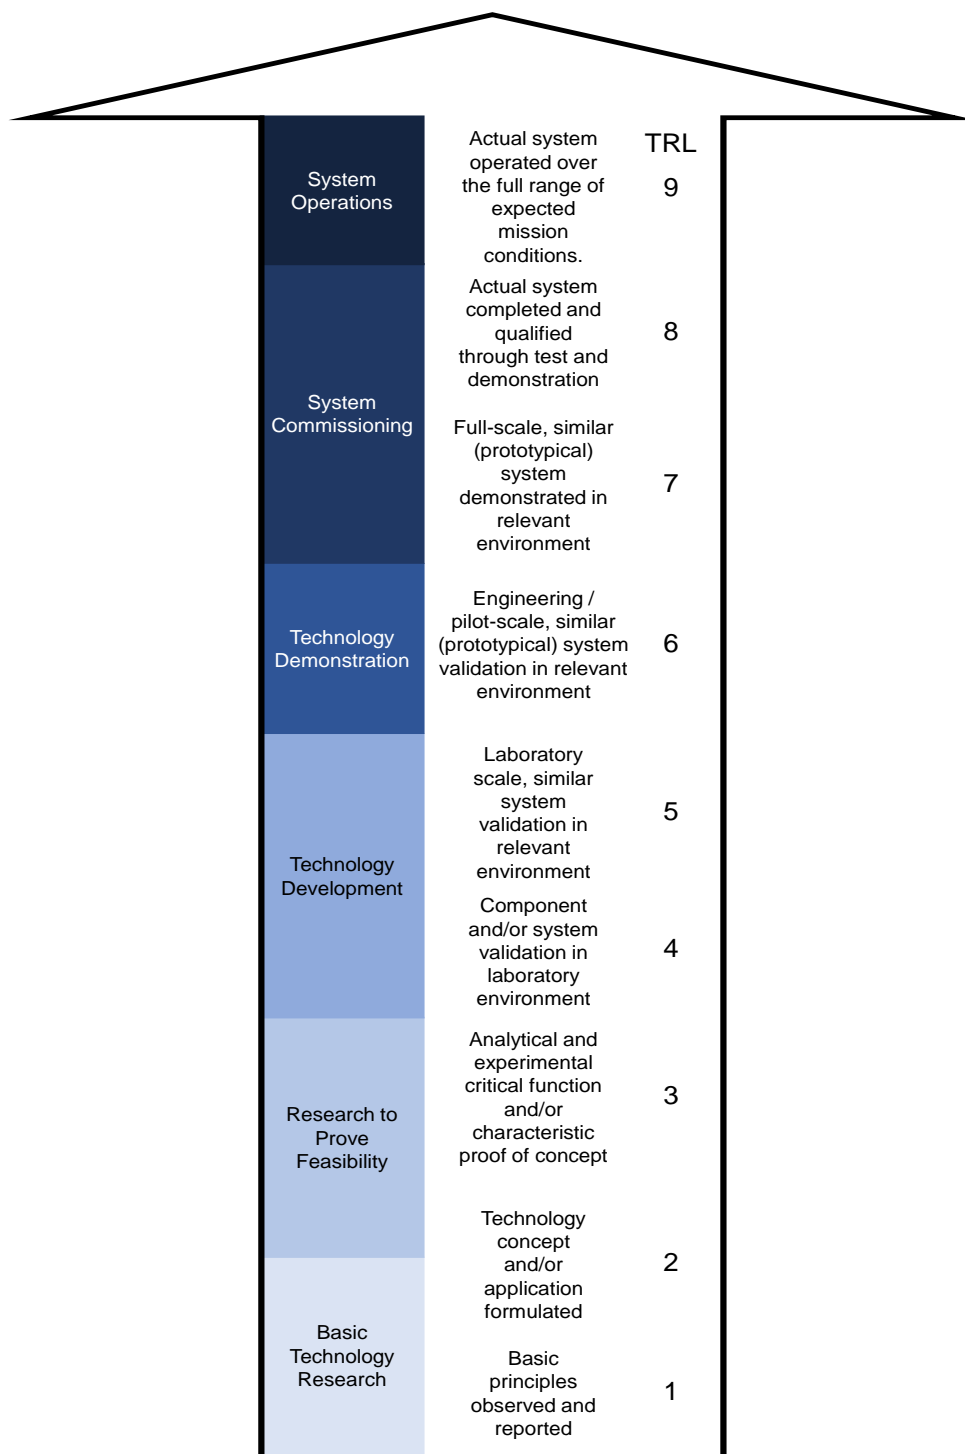 TRL
System
Operations
Actual system
operated over
the full range of
expected
mission
conditions.
9
System
Commissioning
Actual system
completed and
qualified
through test and
demonstration
8
Full-scale, similar
(prototypical)
system
demonstrated in
relevant
environment
7
Technology
Demonstration
Engineering /
pilot-scale, similar
(prototypical) system
validation in relevant
environment
6
Technology
Development
Laboratory
scale, similar
system
validation in
relevant
environment
5
Component
and/or system
validation in
laboratory
environment
4
Research to
Prove
Feasibility
Analytical and
experimental
critical function
and/or
characteristic
proof of concept
3
Technology
concept
and/or
application
formulated
2
Basic
Technology
Research
Basic
principles
observed and
reported
1